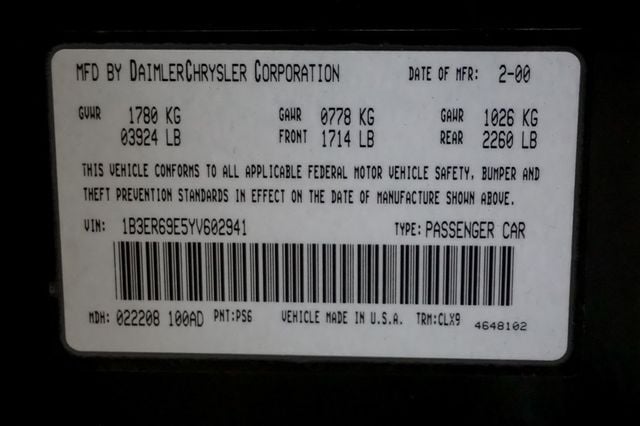 MFD BY DAIMLERCHRYSLER CORPORATION DATE OF MFR: 2-00
GVWR 1780 KG GAWR 0778 KG GAWR 1026 KG
03924 LB FRONT 1714 LB REAR 2260 LB
THIS VEHICLE CONFORMS TO ALL APPLICABLE FEDERAL MOTOR VEHICLE SAFETY, BUMPER AND
THEFT PREVENTION STANDARDS IN EFFECT ON THE DATE OF MANUFACTURE SHOWN ABOVE.
VIN: 1B3ER69E5YV602941 TYPE: PASSENGER CAR
MDH: 022208 100AD PNT:PS6 VEHICLE MADE IN U.S.A. TRM:CLX9 4648102